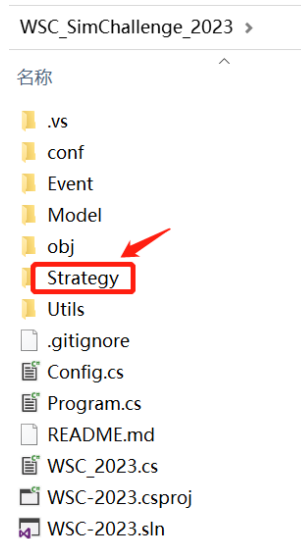 WSC_SimChallenge_2023
名称
.vs
conf
Event
Model
obj
Strategy
Utils
.gitignore
Config.cs
Program.cs
README.md
WSC_2023.cs
WSC-2023.csproj
WSC-2023.sln